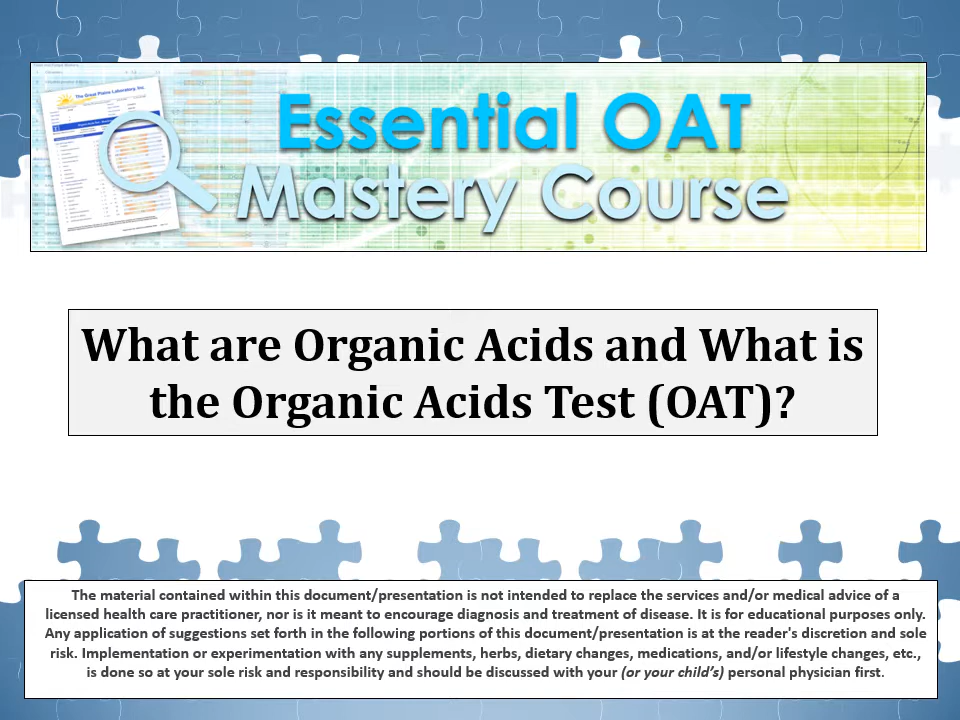 The Great Plains Laboratory, Inc.
Essential OAT
Mastery Course
What are Organic Acids and What is
the Organic Acids Test (OAT)?
The material contained within this document/presentation is not intended to replace the services and/or medical advice of a
licensed health care practitioner, nor is it meant to encourage diagnosis and treatment of disease. It is for educational purposes only.
Any application of suggestions set forth in the following portions of this document/presentation is at the reader's discretion and sole
risk. Implementation or experimentation with any supplements, herbs, dietary changes, medications, and/or lifestyle changes, etc.,
is done so at your sole risk and responsibility and should be discussed with your (or your child’s) personal physician first.